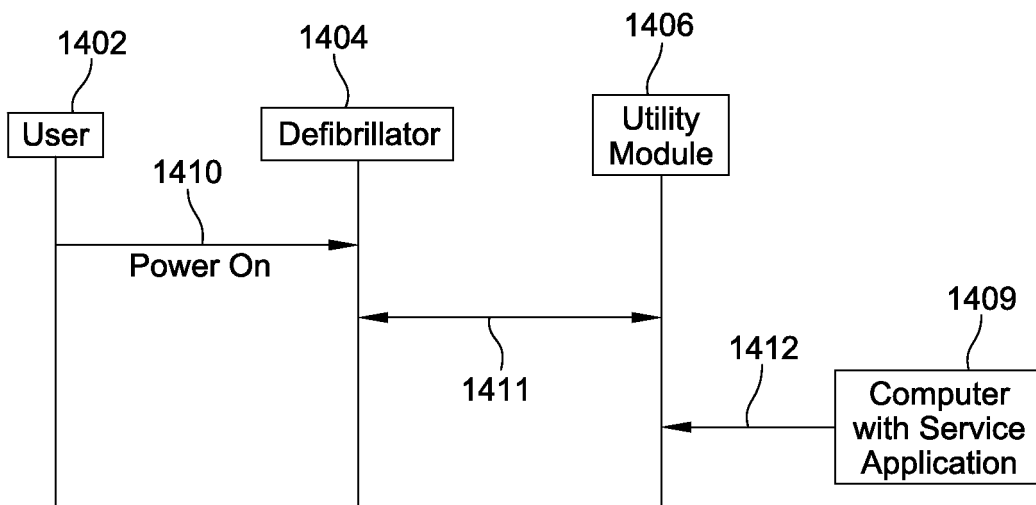 1402
1404
1406
User
Defibrillator
Utility
Module
1410
Power On
1411
1409
1412
Computer
with Service
Application